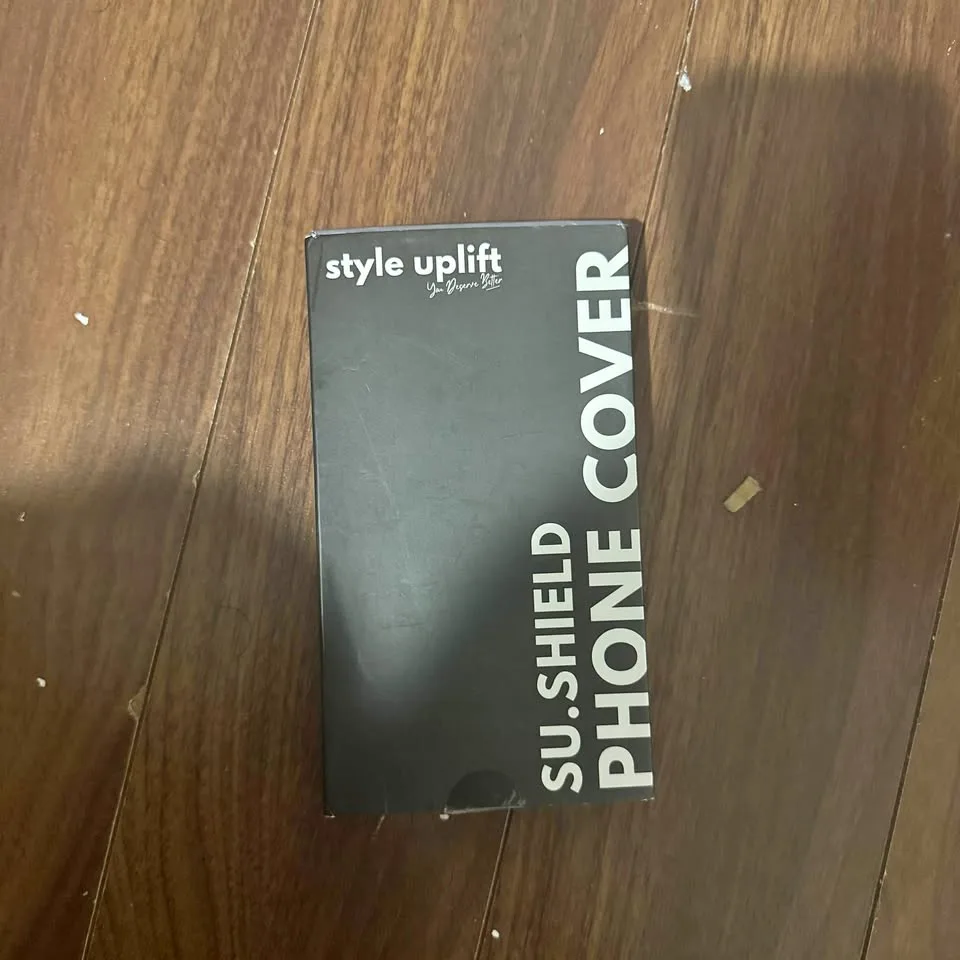 style uplift
You Deserve Better
SU.SHIELD
PHONE COVER